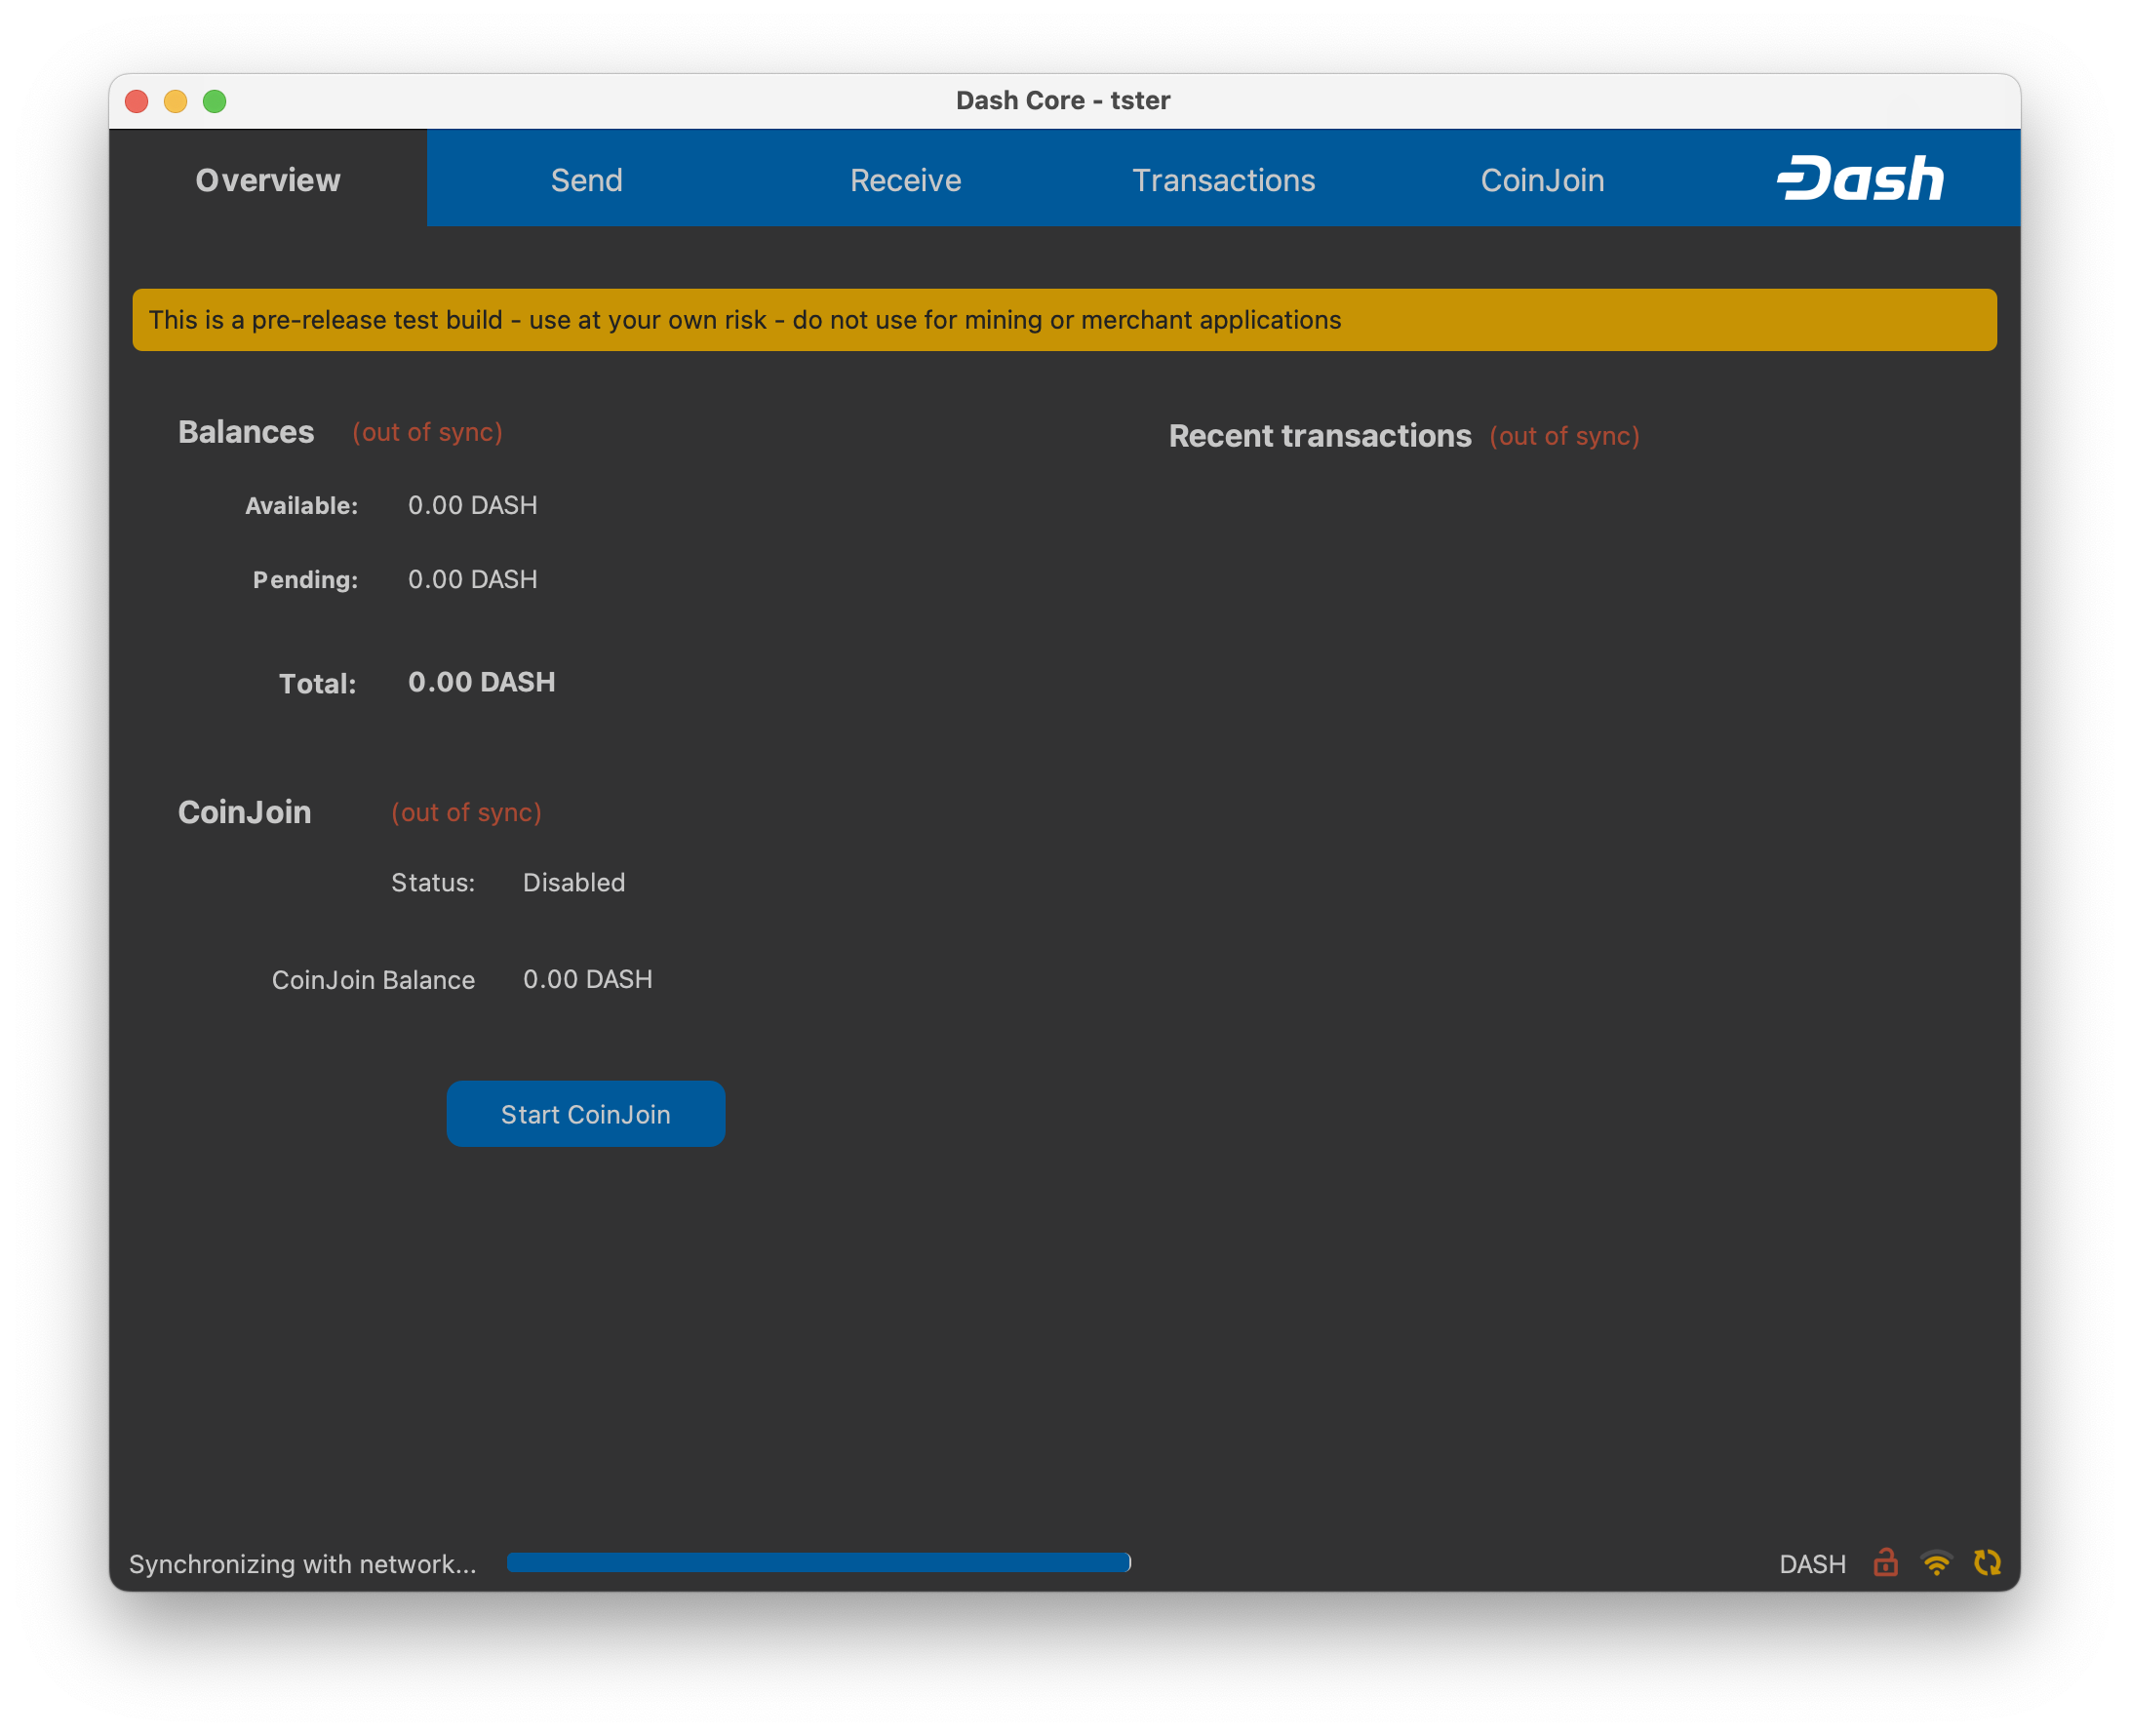 Dash Core - tster
Overview Send Receive Transactions CoinJoin Dash
This is a pre-release test build - use at your own risk - do not use for mining or merchant applications
Balances (out of sync)
Available: 0.00 DASH
Pending: 0.00 DASH
Total: 0.00 DASH
CoinJoin (out of sync)
Status: Disabled
CoinJoin Balance 0.00 DASH
Start CoinJoin
Recent transactions (out of sync)
Synchronizing with network...
DASH